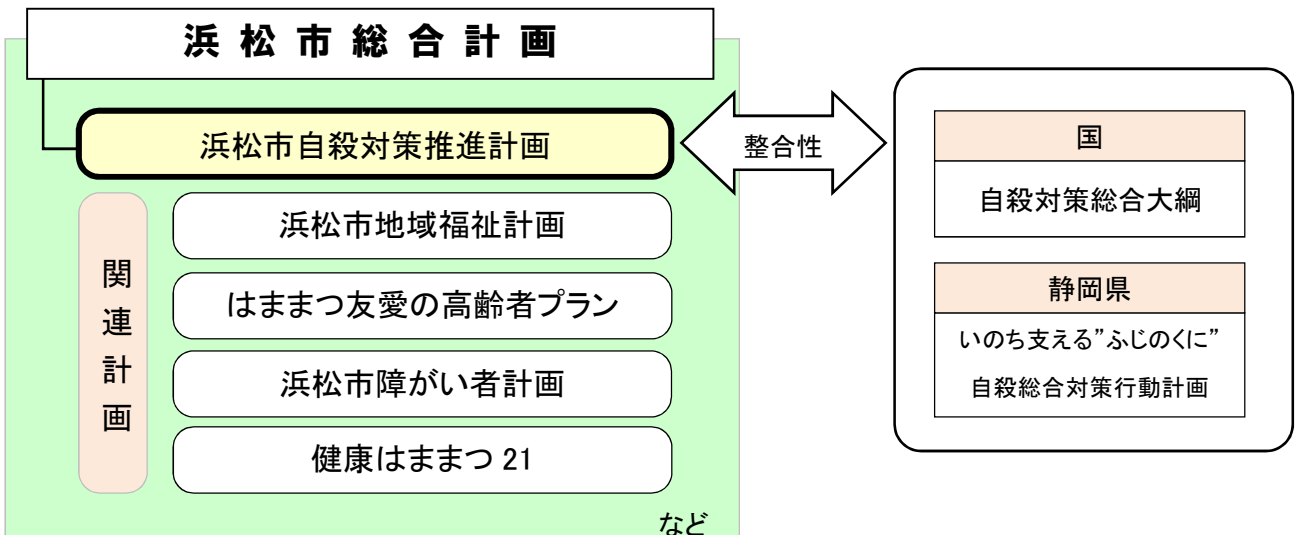 浜松市総合計画
浜松市自殺対策推進計画
整合性
関連計画
浜松市地域福祉計画
はままつ友愛の高齢者プラン
浜松市障がい者計画
健康はままつ 21
など
国
自殺対策総合大綱
静岡県
いのち支える”ふじのくに”
自殺総合対策行動計画